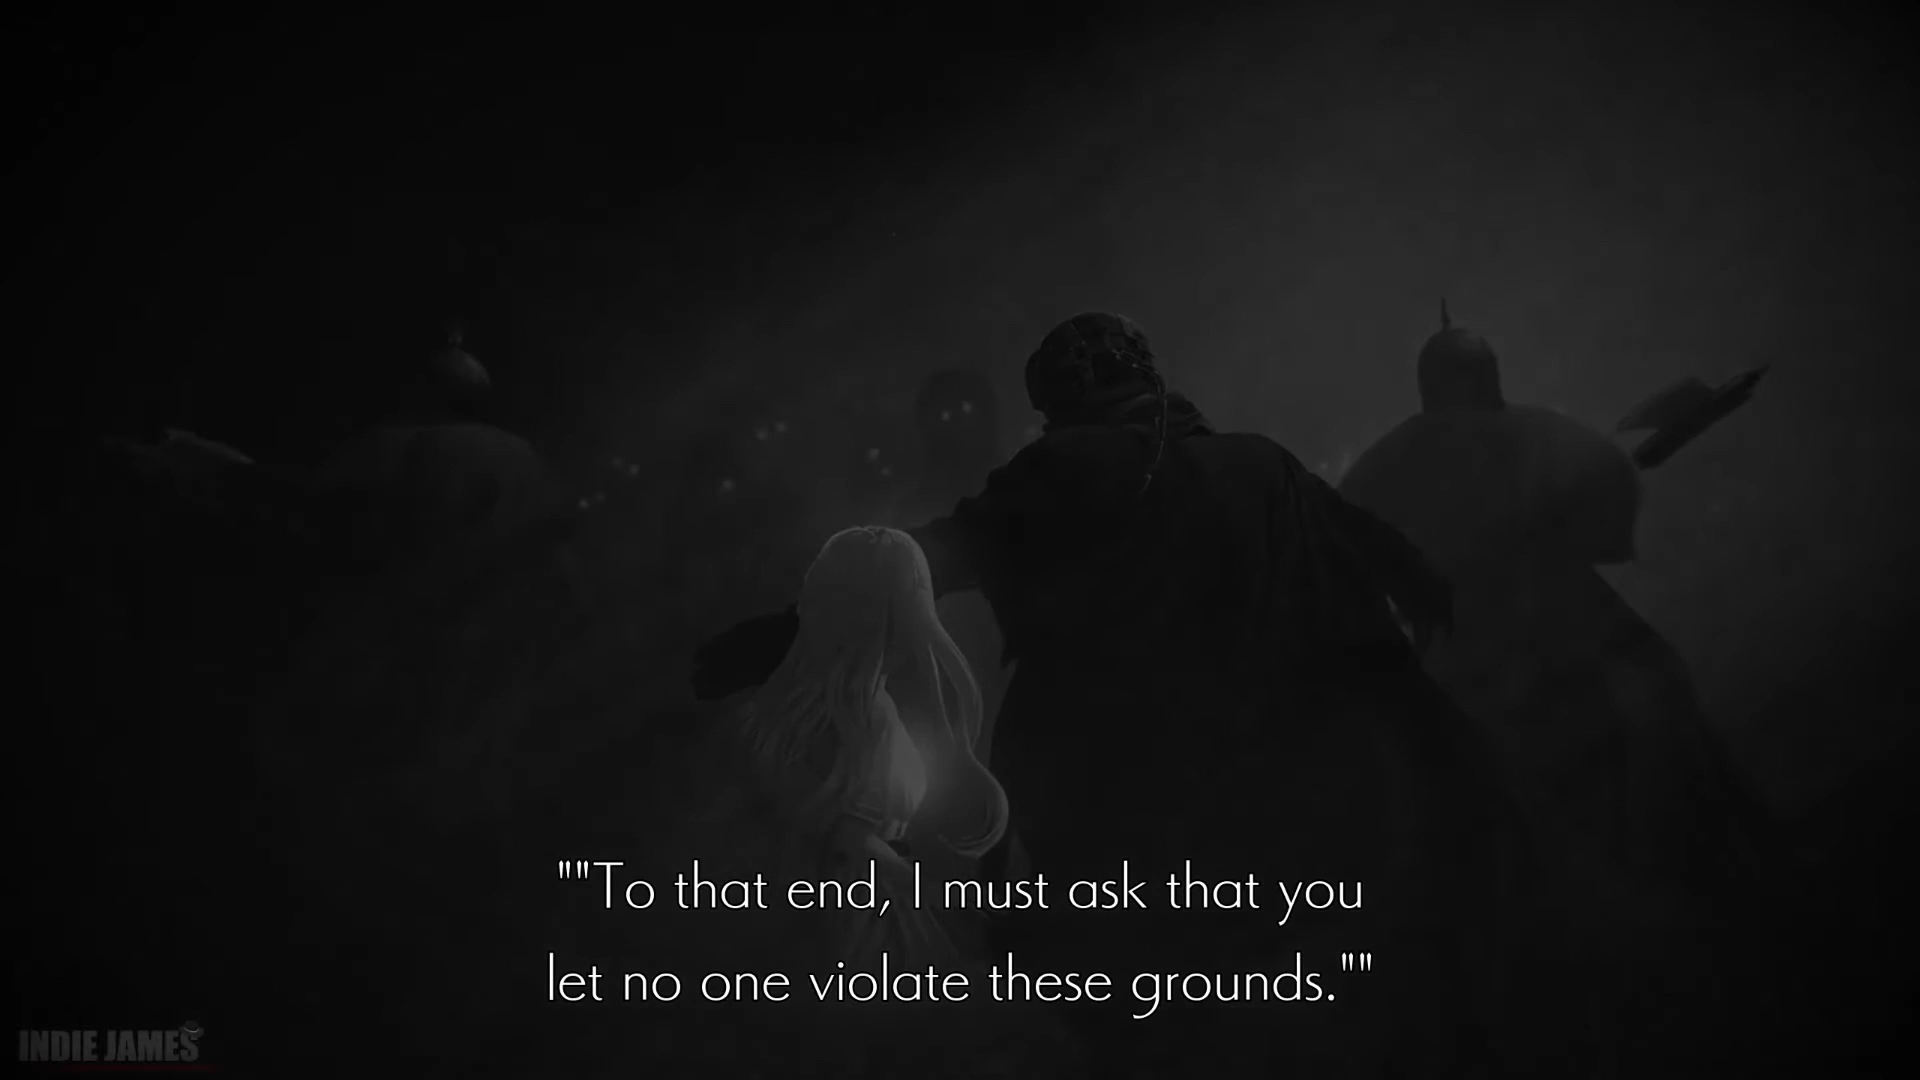 ""To that end, I must ask that you
let no one violate these grounds.""
INDIE JAMES